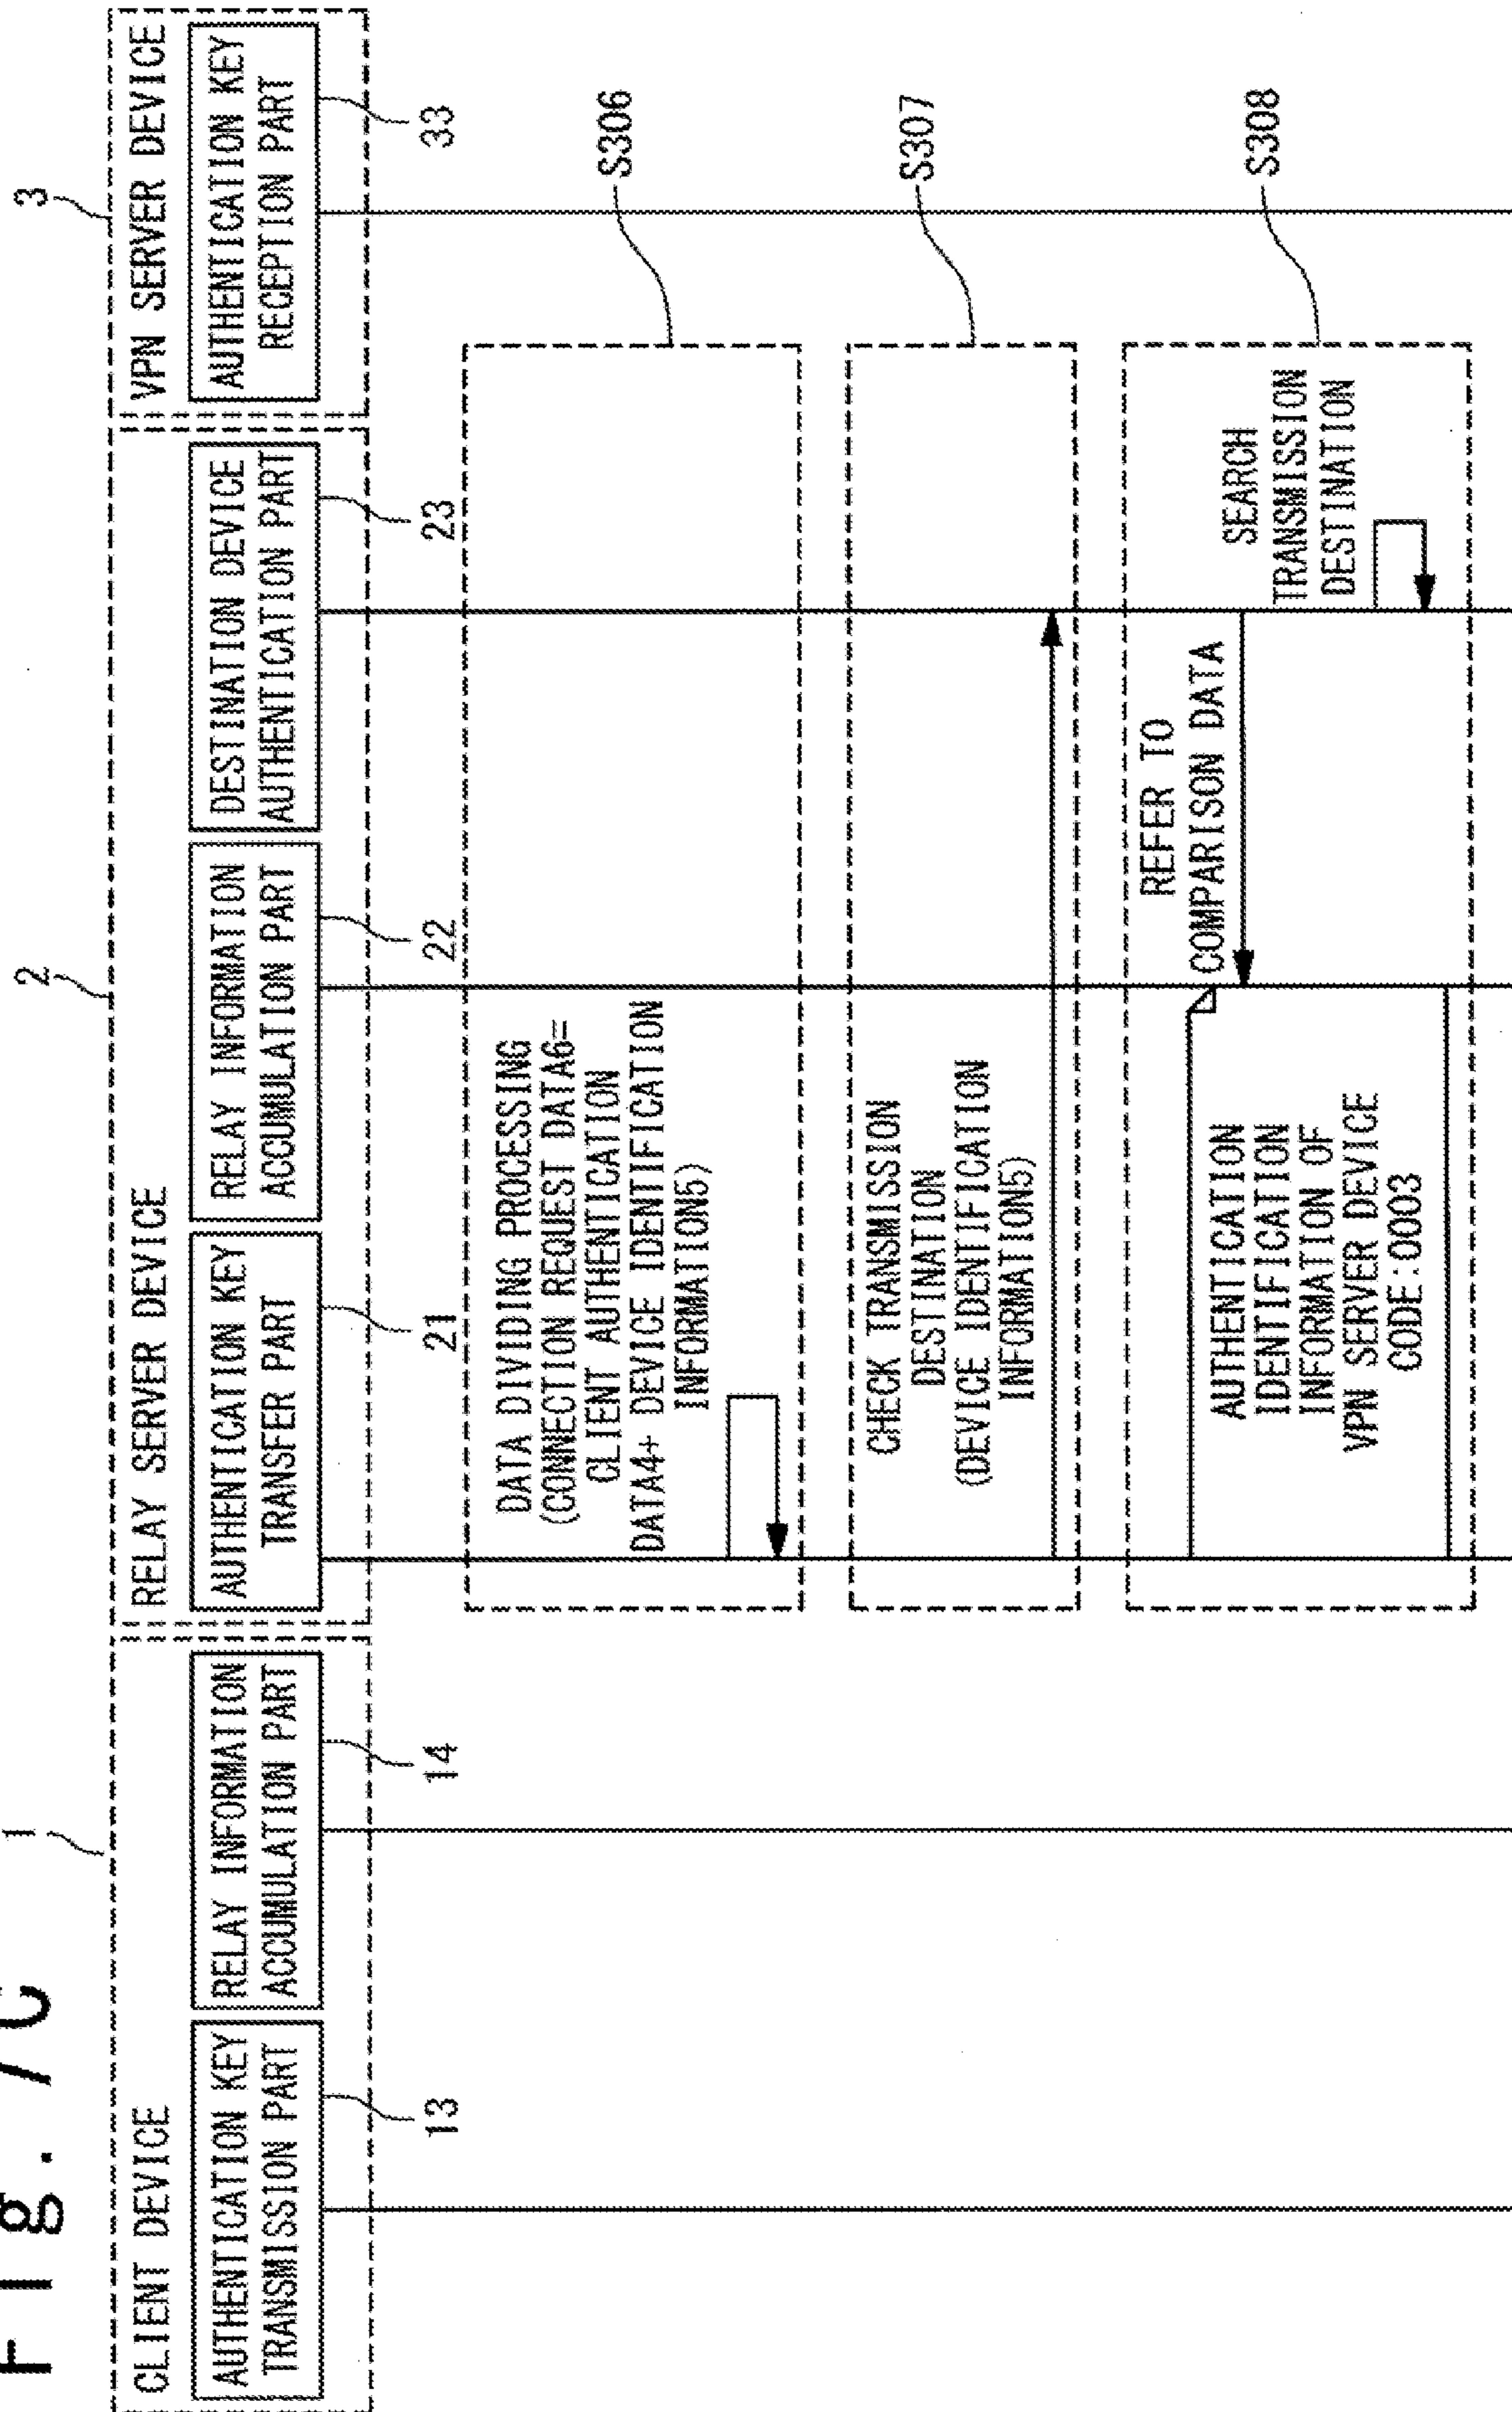 Fig. 7C
1
2
3
CLIENT DEVICE
RELAY SERVER DEVICE
VPN SERVER DEVICE
AUTHENTICATION KEY
TRANSMISSION PART
RELAY INFORMATION
ACCUMULATION PART
AUTHENTICATION KEY
TRANSFER PART
RELAY INFORMATION
ACCUMULATION PART
DESTINATION DEVICE
AUTHENTICATION PART
AUTHENTICATION KEY
RECEPTION PART
13
14
21
22
23
33
DATA DIVIDING PROCESSING
(CONNECTION REQUEST DATA6=
CLIENT AUTHENTICATION
DATA4+ DEVICE IDENTIFICATION
INFORMATION5)
S306
CHECK TRANSMISSION
DESTINATION
(DEVICE IDENTIFICATION
INFORMATION5)
S307
REFER TO
COMPARISON DATA
SEARCH
TRANSMISSION
DESTINATION
S308
AUTHENTICATION
IDENTIFICATION
INFORMATION OF
VPN SERVER DEVICE
CODE:0003